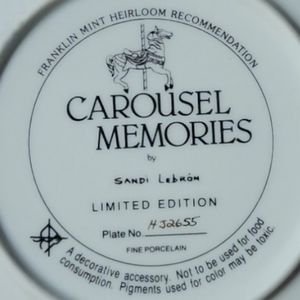 FRANKLIN MINT HEIRLOOM RECOMMENDATION
CAROUSEL
MEMORIES
by
SANDI LEBRÓN
LIMITED EDITION
Plate No. HJ2655
FINE PORCELAIN
A decorative accessory. Not to be used for food
consumption. Pigments used for color may be toxic.